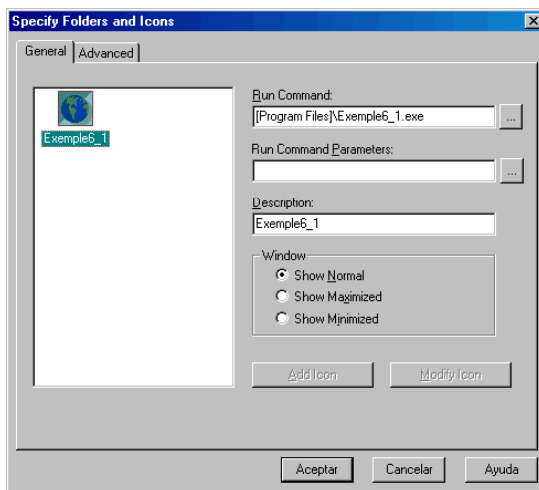 Specify Folders and Icons
General
Advanced
Exemple6_1
Run Command:
[Program Files]\Exemple6_1.exe
...
Run Command Parameters:
...
Description:
Exemple6_1
Window
Show Normal
Show Maximized
Show Minimized
Add Icon
Modify Icon
Aceptar
Cancelar
Ayuda